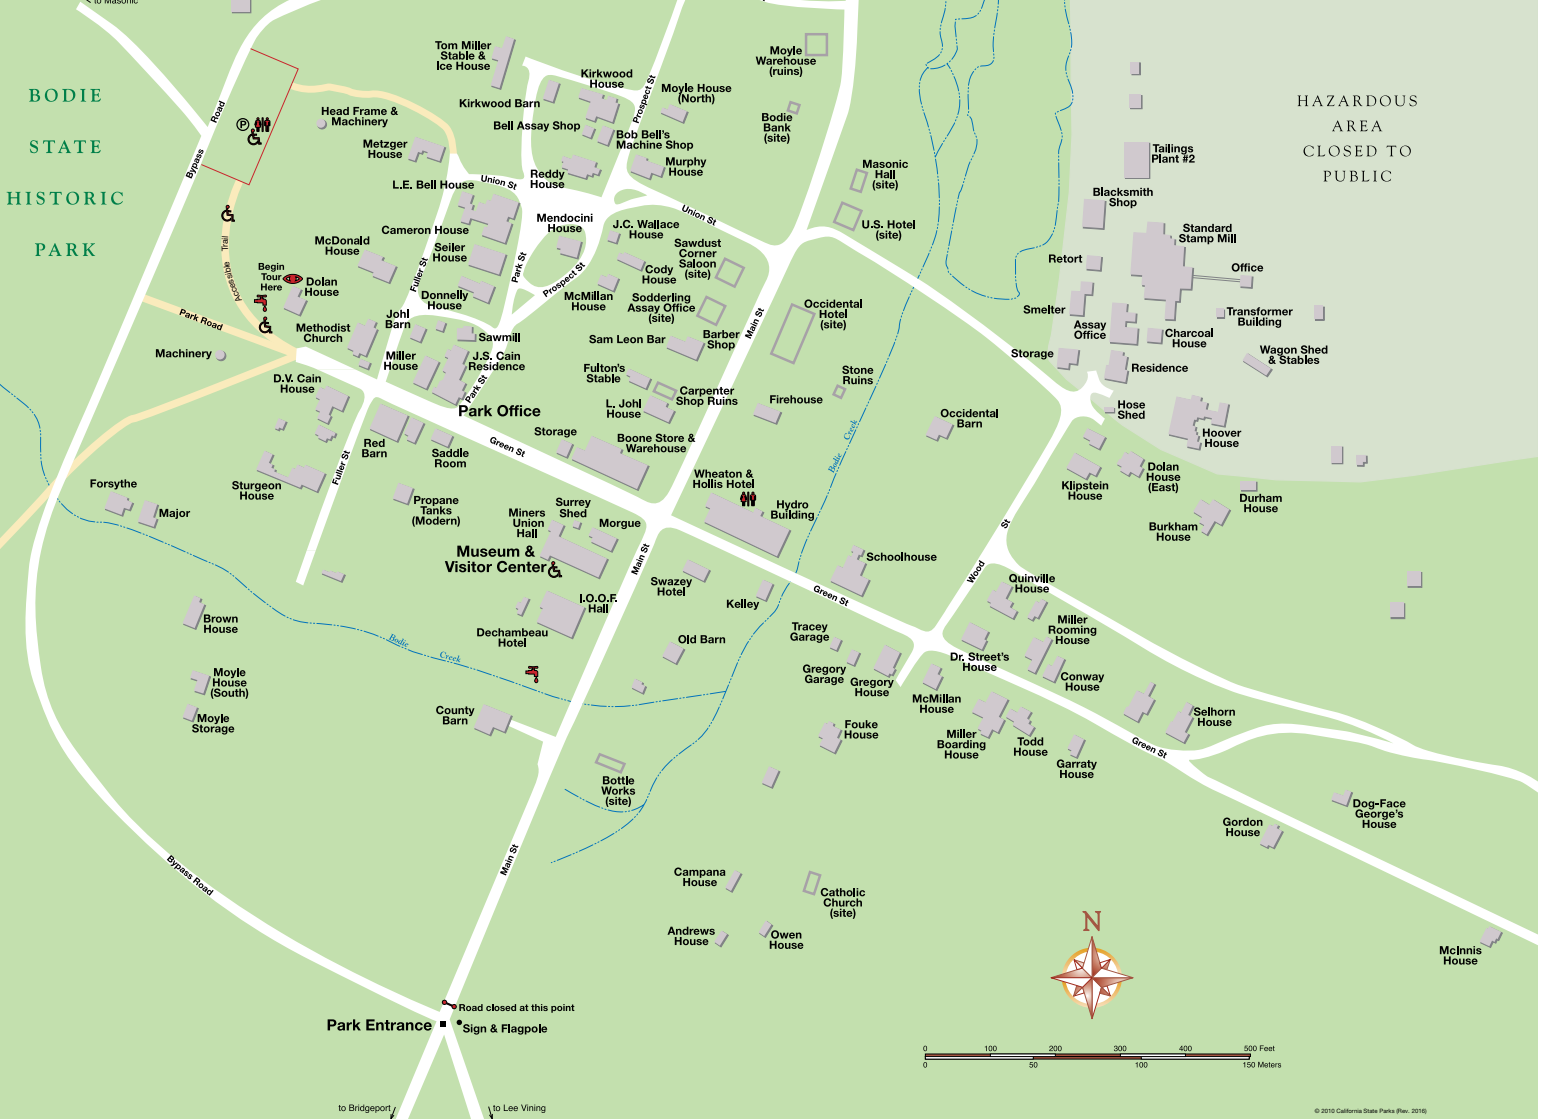 to Masonic
BODIE
STATE
HISTORIC
PARK
HAZARDOUS
AREA
CLOSED TO
PUBLIC
Bypass
Road
P
Head Frame &
Machinery
Tom Miller
Stable &
Ice House
Kirkwood Barn
Kirkwood
House
Bell Assay Shop
Bob Bell's
Machine Shop
Prospect St
Moyle House
(North)
Moyle
Warehouse
(ruins)
Bodie
Bank
(site)
Metzger
House
L.E. Bell House
Union St
Reddy
House
Murphy
House
Masonic
Hall
(site)
U.S. Hotel
(site)
Tailings
Plant #2
Blacksmith
Shop
Standard
Stamp Mill
Retort
Office
Smelter
Assay
Office
Transformer
Building
Charcoal
House
Wagon Shed
& Stables
Storage
Residence
Hose
Shed
Hoover
House
Cameron House
Mendocini
House
J.C. Wallace
House
Union St
Sawdust
Corner
Saloon
(site)
McDonald
House
Seiler
House
Fuller St
Park St
Prospect St
Cody
House
McMillan
House
Sodderling
Assay Office
(site)
Accessible Trail
Begin
Tour
Here
Dolan
House
Donnelly
House
Park Road
Methodist
Church
Johl
Barn
Sawmill
Sam Leon Bar
Barber
Shop
Main St
Occidental
Hotel
(site)
Machinery
Miller
House
J.S. Cain
Residence
Park St
Fulton's
Stable
Carpenter
Shop Ruins
L. Johl
House
Stone
Ruins
Firehouse
D.V. Cain
House
Park Office
Red
Barn
Saddle
Room
Green St
Storage
Boone Store &
Warehouse
Occidental
Barn
Bodie
Creek
Fuller St
Forsythe
Major
Sturgeon
House
Propane
Tanks
(Modern)
Wheaton &
Hollis Hotel
Hydro
Building
Klipstein
House
Dolan
House
(East)
Durham
House
Burkham
House
Miners
Union
Hall
Surrey
Shed
Morgue
Museum &
Visitor Center
Main St
Swazey
Hotel
Kelley
Schoolhouse
Green St
Wood
St
Quinville
House
Miller
Rooming
House
Brown
House
I.O.O.F.
Hall
Dechambeau
Hotel
Old Barn
Tracey
Garage
Gregory
Garage
Gregory
House
Dr. Street's
House
Conway
House
Bodie
Creek
Moyle
House
(South)
Moyle
Storage
County
Barn
Fouke
House
McMillan
House
Miller
Boarding
House
Todd
House
Garraty
House
Selhorn
House
Green St
Bottle
Works
(site)
Gordon
House
Dog-Face
George's
House
Bypass Road
Main St
Campana
House
Catholic
Church
(site)
Andrews
House
Owen
House
McInnis
House
N
Road closed at this point
Park Entrance
Sign & Flagpole
0 100 200 300 400 500 Feet
0 50 100 150 Meters
to Bridgeport
to Lee Vining
© 2010 California State Parks (Rev. 2016)